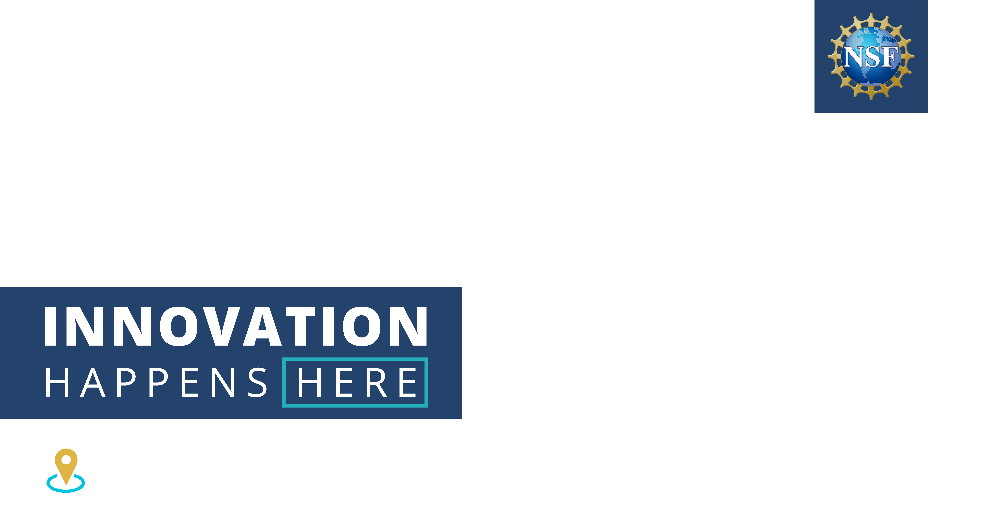 NSF
INNOVATION
HAPPENS HERE